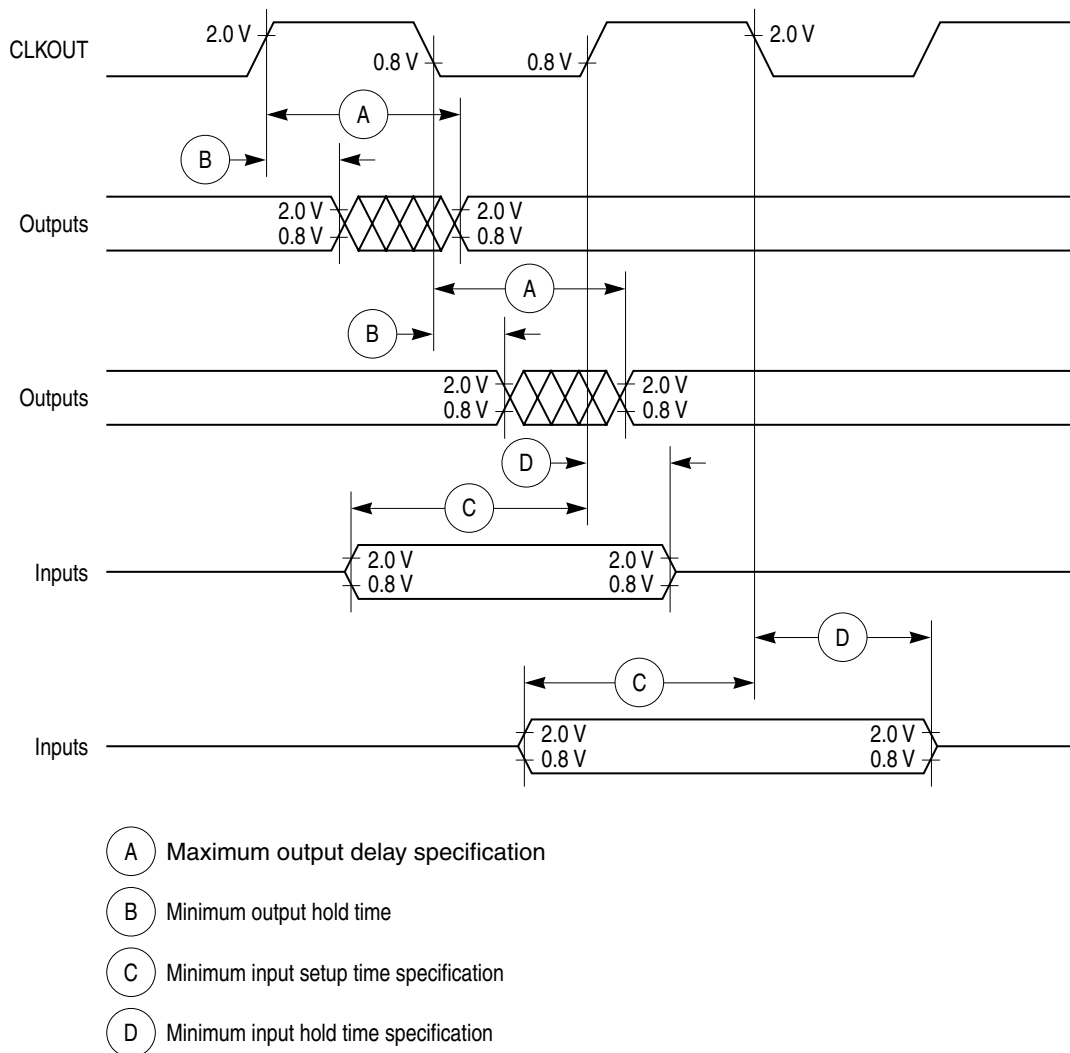 CLKOUT
2.0 V
0.8 V
0.8 V
2.0 V
A
B
Outputs
2.0 V
0.8 V
2.0 V
0.8 V
A
B
Outputs
2.0 V
0.8 V
2.0 V
0.8 V
D
C
Inputs
2.0 V
0.8 V
2.0 V
0.8 V
D
C
Inputs
2.0 V
0.8 V
2.0 V
0.8 V
A Maximum output delay specification
B Minimum output hold time
C Minimum input setup time specification
D Minimum input hold time specification